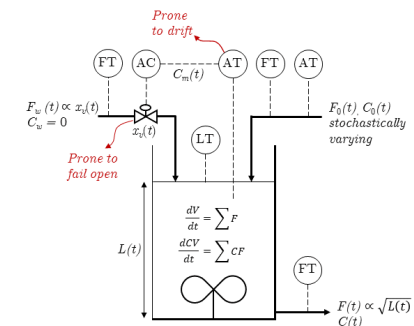 Prone
to drift
FT
AC
AT
FT
AT
C_m(t)
F_w (t) ∝ x_v(t)
C_w = 0
x_v(t)
F_0(t), C_0(t)
stochastically
varying
LT
Prone to
fail open
dV/dt = ∑ F
dCV/dt = ∑ CF
L(t)
FT
F(t) ∝ √L(t)
C(t)